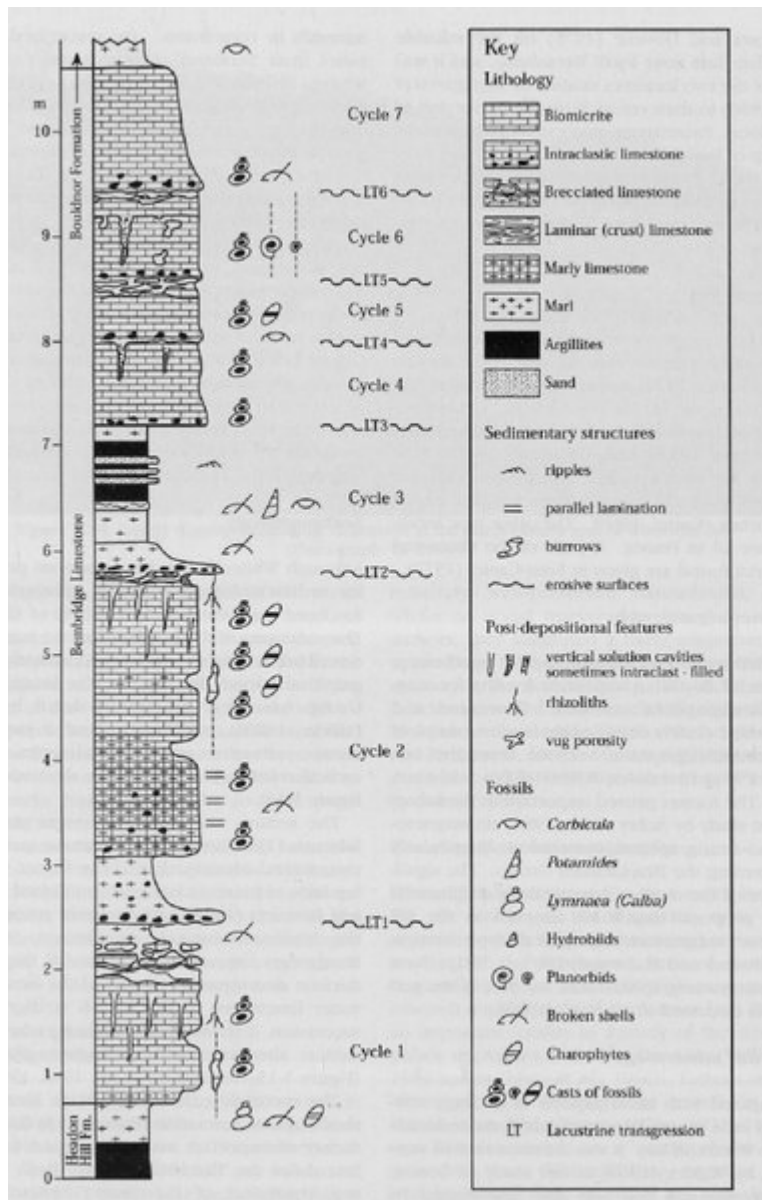 m
10
9
8
7
6
5
4
3
2
1
0
Bouldnor Formation
Bembridge Limestone
Headon
Hill Fm.
Cycle 7
LT6
Cycle 6
LT5
Cycle 5
LT4
Cycle 4
LT3
Cycle 3
LT2
Cycle 2
LT1
Cycle 1
Key
Lithology
Biomicrite
Intraclastic limestone
Brecciated limestone
Laminar (crust) limestone
Marly limestone
Marl
Argillites
Sand
Sedimentary structures
ripples
parallel lamination
burrows
erosive surfaces
Post-depositional features
vertical solution cavities
sometimes intraclast - filled
rhizoliths
vug porosity
Fossils
Corbicula
Potamides
Lymnaea (Galba)
Hydrobiids
Planorbids
Broken shells
Charophytes
Casts of fossils
LT Lacustrine transgression